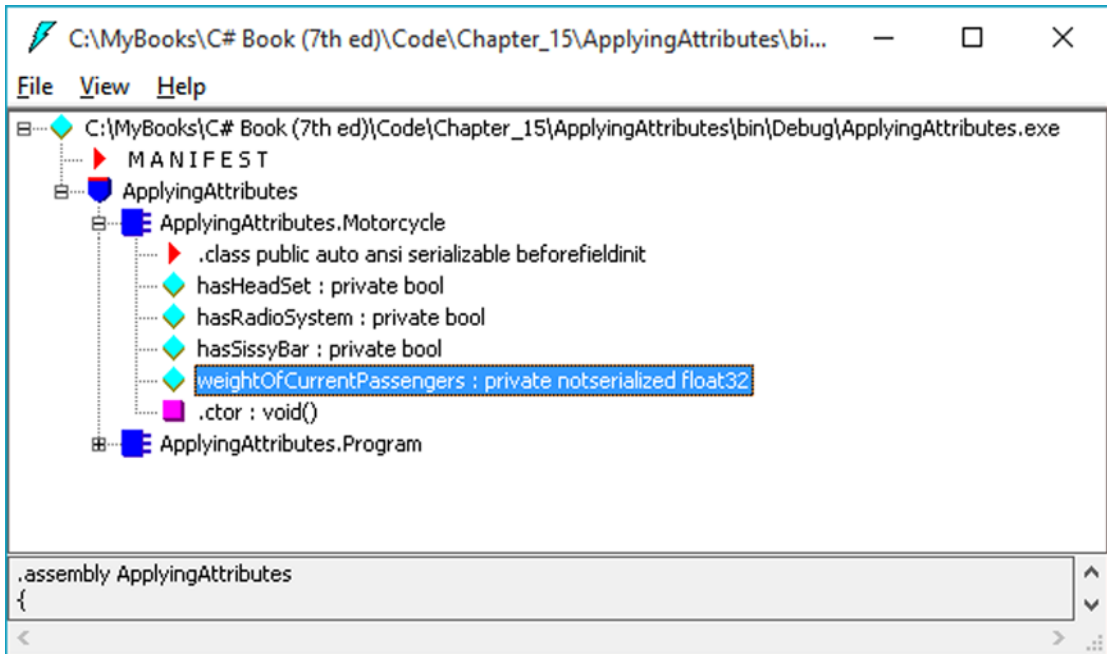 C:\MyBooks\C# Book (7th ed)\Code\Chapter_15\ApplyingAttributes\bi...
File View Help
C:\MyBooks\C# Book (7th ed)\Code\Chapter_15\ApplyingAttributes\bin\Debug\ApplyingAttributes.exe
MANIFEST
ApplyingAttributes
ApplyingAttributes.Motorcycle
.class public auto ansi serializable beforefieldinit
hasHeadSet : private bool
hasRadioSystem : private bool
hasSissyBar : private bool
weightOfCurrentPassengers : private notserialized float32
.ctor : void()
ApplyingAttributes.Program
.assembly ApplyingAttributes
{